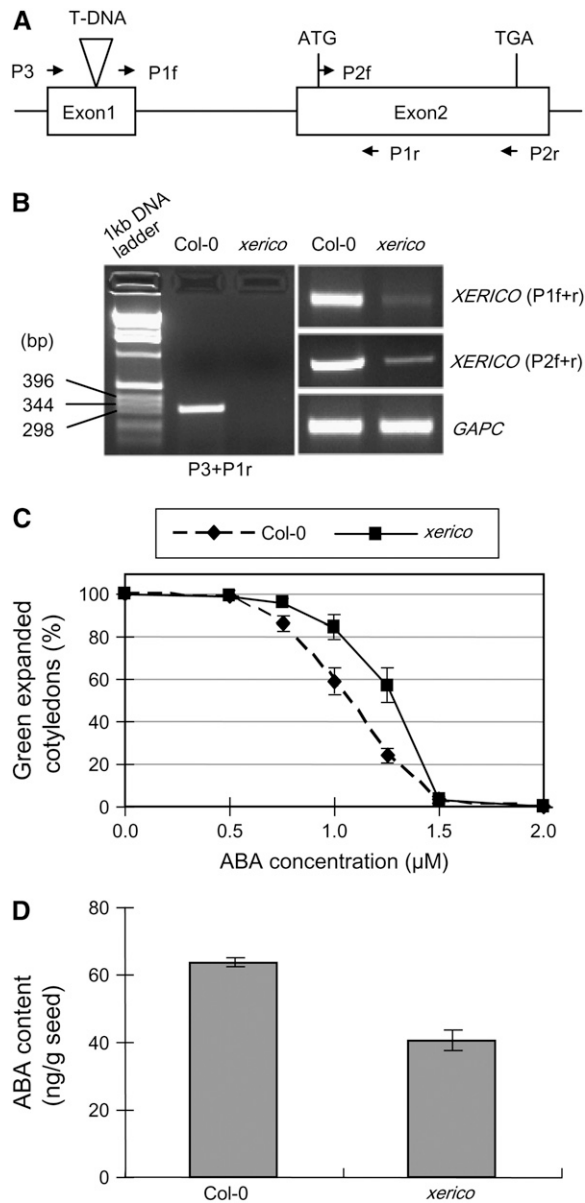 A
T-DNA
P3
P1f
ATG
TGA
P2f
Exon1
Exon2
P1r
P2r
B
1kb DNA
ladder
Col-0
xerico
Col-0
xerico
(bp)
396
344
298
P3+P1r
XERICO (P1f+r)
XERICO (P2f+r)
GAPC
C
Col-0
xerico
Green expanded
cotyledons (%)
100
80
60
40
20
0
0.0
0.5
1.0
1.5
2.0
ABA concentration (µM)
D
ABA content
(ng/g seed)
80
60
40
20
0
Col-0
xerico